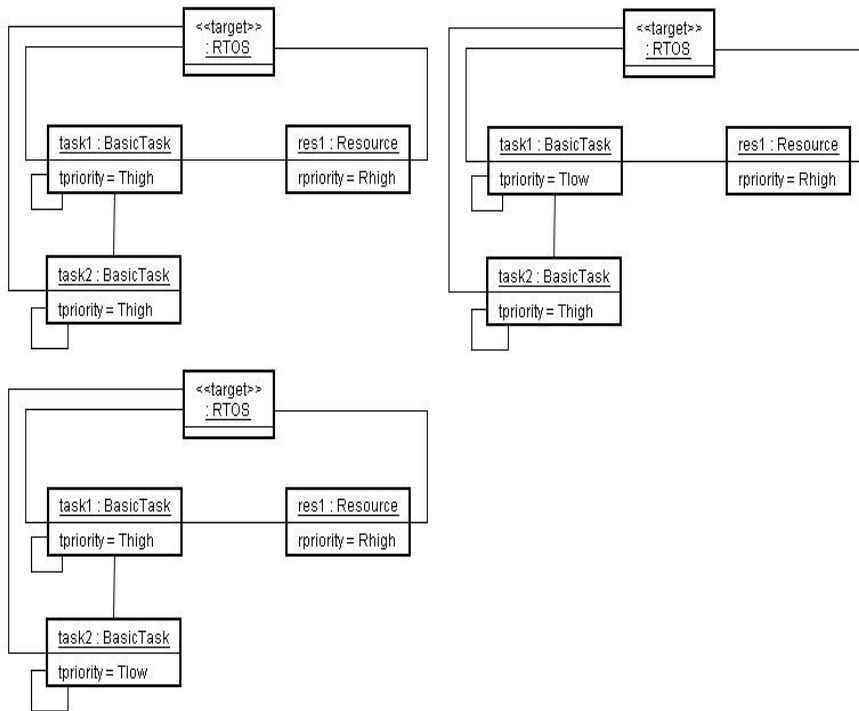 <<target>>
: RTOS
task1 : BasicTask
tpriority = Thigh
res1 : Resource
rpriority = Rhigh
task2 : BasicTask
tpriority = Thigh
<<target>>
: RTOS
task1 : BasicTask
tpriority = Tlow
res1 : Resource
rpriority = Rhigh
task2 : BasicTask
tpriority = Thigh
<<target>>
: RTOS
task1 : BasicTask
tpriority = Thigh
res1 : Resource
rpriority = Rhigh
task2 : BasicTask
tpriority = Tlow